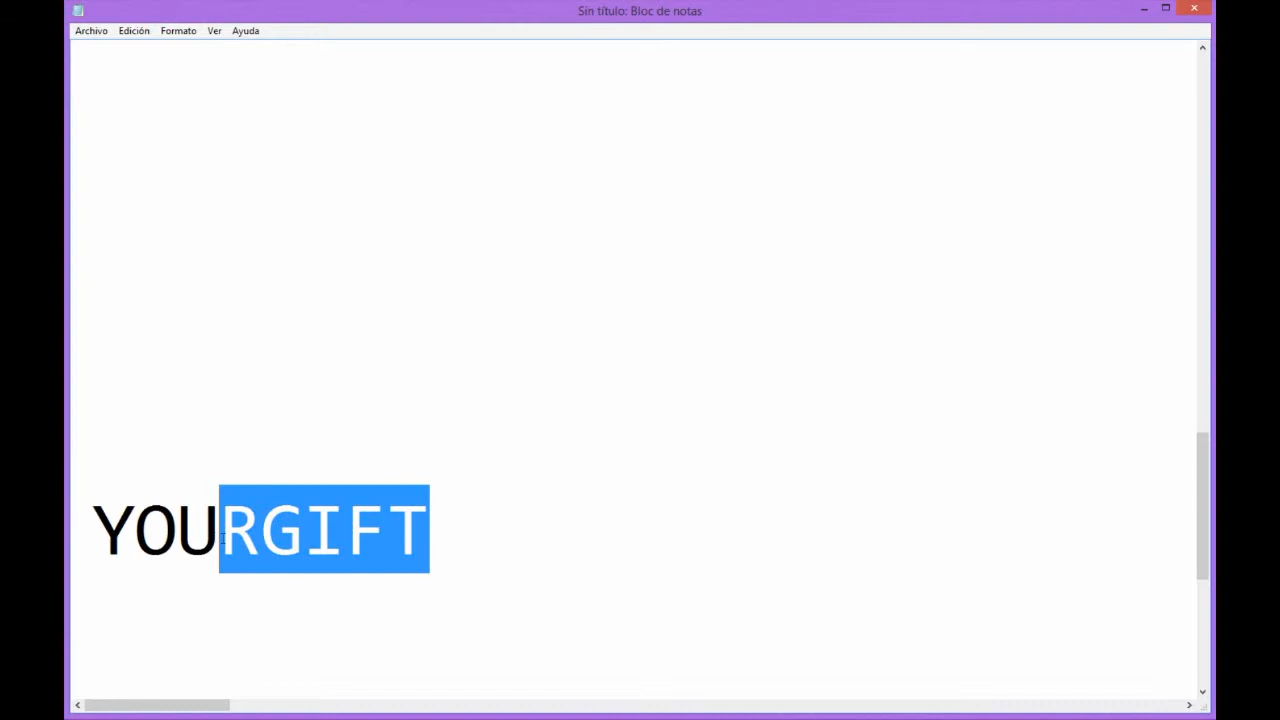 Sin título: Bloc de notas
Archivo Edición Formato Ver Ayuda
YOURGIFT